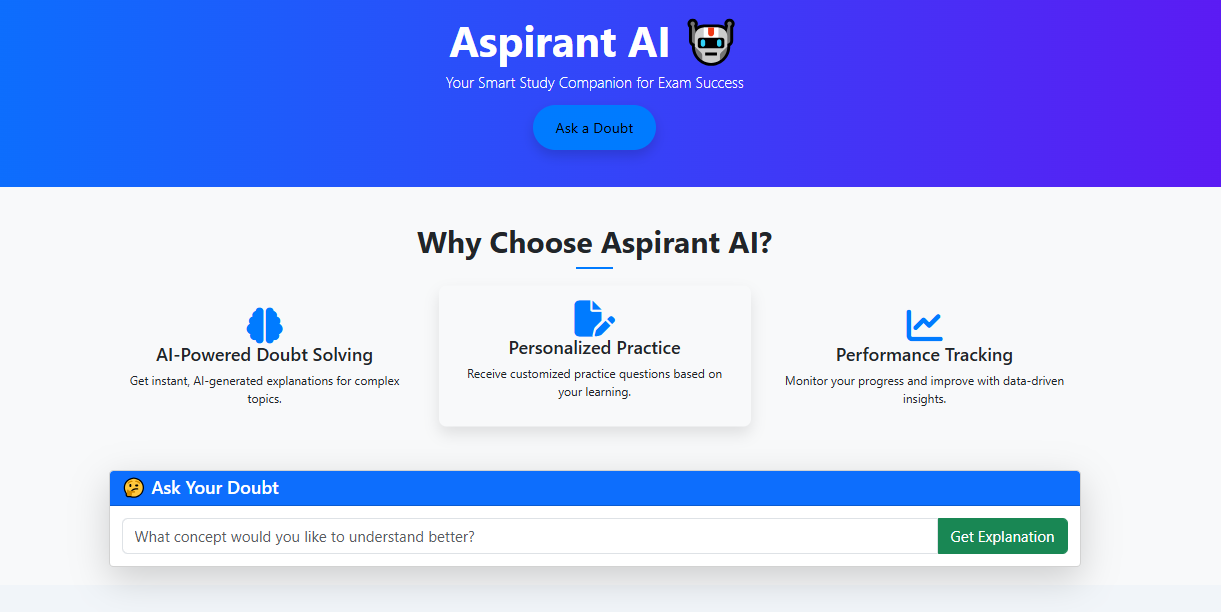 Aspirant AI
Your Smart Study Companion for Exam Success
Ask a Doubt
Why Choose Aspirant AI?
AI-Powered Doubt Solving
Get instant, AI-generated explanations for complex
topics.
Personalized Practice
Receive customized practice questions based on
your learning.
Performance Tracking
Monitor your progress and improve with data-driven
insights.
Ask Your Doubt
What concept would you like to understand better?
Get Explanation